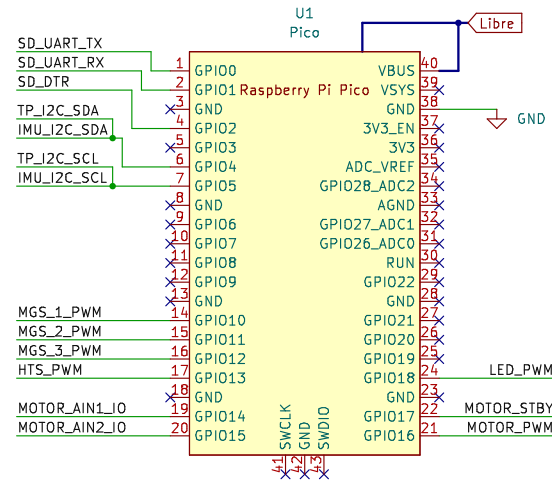 U1
Pico
Libre
SD_UART_TX
SD_UART_RX
SD_DTR
TP_I2C_SDA
IMU_I2C_SDA
TP_I2C_SCL
IMU_I2C_SCL
MGS_1_PWM
MGS_2_PWM
MGS_3_PWM
HTS_PWM
MOTOR_AIN1_IO
MOTOR_AIN2_IO
1 GPIO0
2 GPIO1
3 GND
4 GPIO2
5 GPIO3
6 GPIO4
7 GPIO5
8 GND
9 GPIO6
10 GPIO7
11 GPIO8
12 GPIO9
13 GND
14 GPIO10
15 GPIO11
16 GPIO12
17 GPIO13
18 GND
19 GPIO14
20 GPIO15
Raspberry Pi Pico
VBUS 40
VSYS 39
GND 38
3V3_EN 37
3V3 36
ADC_VREF 35
GPIO28_ADC2 34
AGND 33
GPIO27_ADC1 32
GPIO26_ADC0 31
RUN 30
GPIO22 29
GND 28
GPIO21 27
GPIO20 26
GPIO19 25
GPIO18 24
GND 23
GPIO17 22
GPIO16 21
GND
LED_PWM
MOTOR_STBY
MOTOR_PWM
SWCLK 41
GND 42
SWDIO 43